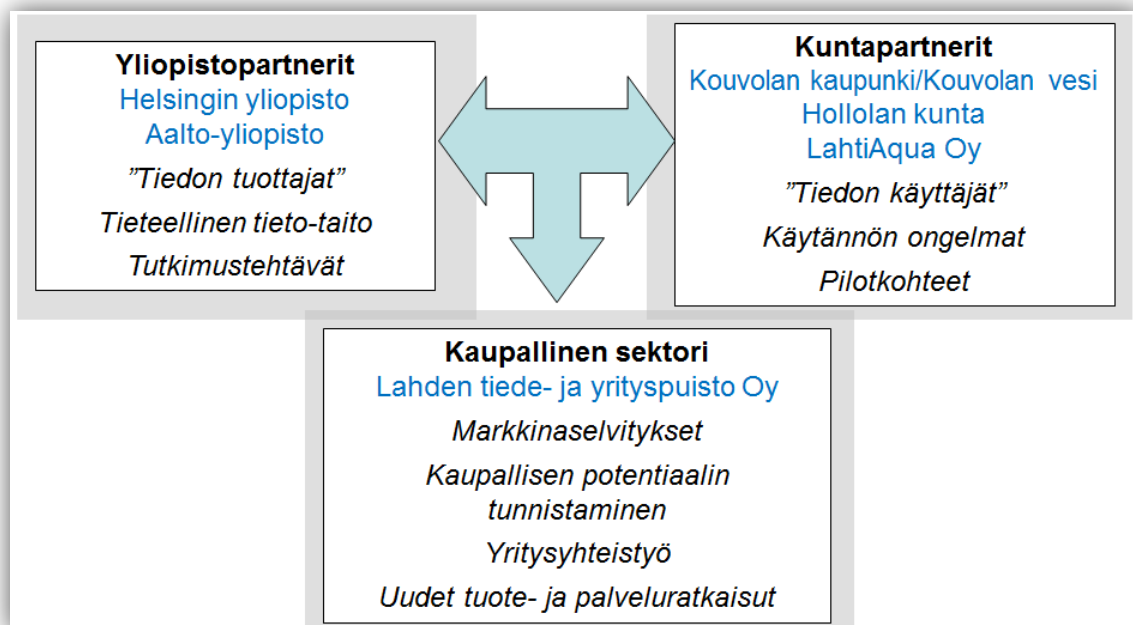 Yliopistopartnerit
Helsingin yliopisto
Aalto-yliopisto
”Tiedon tuottajat”
Tieteellinen tieto-taito
Tutkimustehtävät
Kuntapartnerit
Kouvolan kaupunki/Kouvolan vesi
Hollolan kunta
LahtiAqua Oy
”Tiedon käyttäjät”
Käytännön ongelmat
Pilotkohteet
Kaupallinen sektori
Lahden tiede- ja yrityspuisto Oy
Markkinaselvitykset
Kaupallisen potentiaalin
tunnistaminen
Yritysyhteistyö
Uudet tuote- ja palveluratkaisut